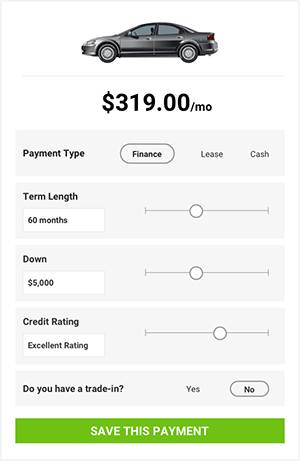 $319.00/mo
Payment Type Finance Lease Cash
Term Length
60 months
Down
$5,000
Credit Rating
Excellent Rating
Do you have a trade-in? Yes No
SAVE THIS PAYMENT